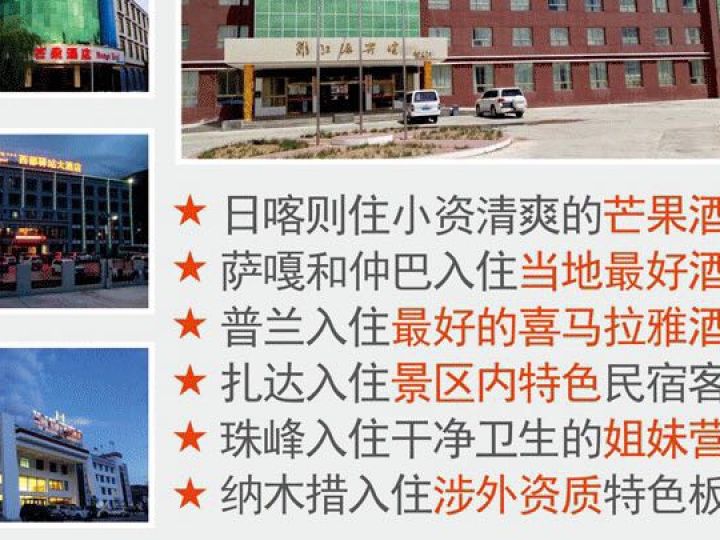 芒果酒店
西部驿站大酒店
日喀则住小资清爽的芒果酒
萨嘎和仲巴入住当地最好酒
普兰入住最好的喜马拉雅酒
扎达入住景区内特色民宿客
珠峰入住干净卫生的姐妹营
纳木措入住涉外资质特色板